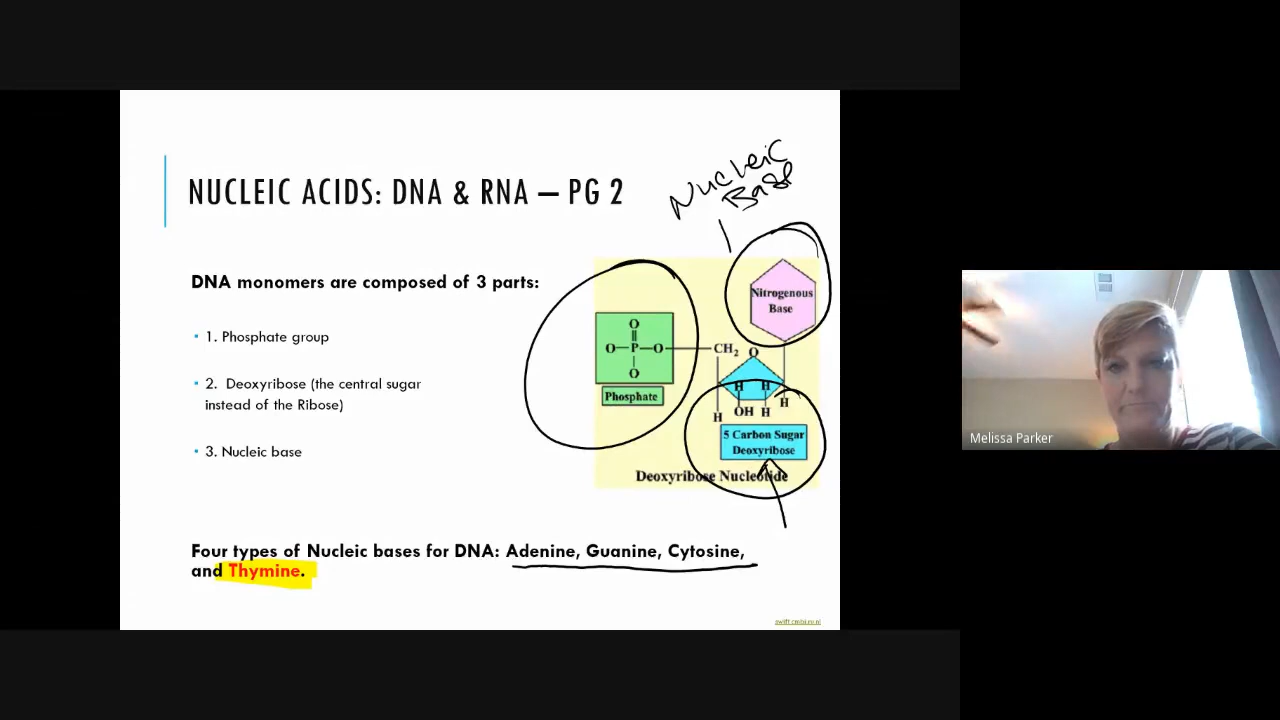 Nucleic
Base
NUCLEIC ACIDS: DNA & RNA – PG 2
DNA monomers are composed of 3 parts:
1. Phosphate group
2. Deoxyribose (the central sugar
instead of the Ribose)
3. Nucleic base
Nitrogenous
Base
O
O—P—O
O
CH2
O
H H
H OH H H
Phosphate
5 Carbon Sugar
Deoxyribose
Deoxyribose Nucleotide
Four types of Nucleic bases for DNA: Adenine, Guanine, Cytosine,
and Thymine.
Melissa Parker